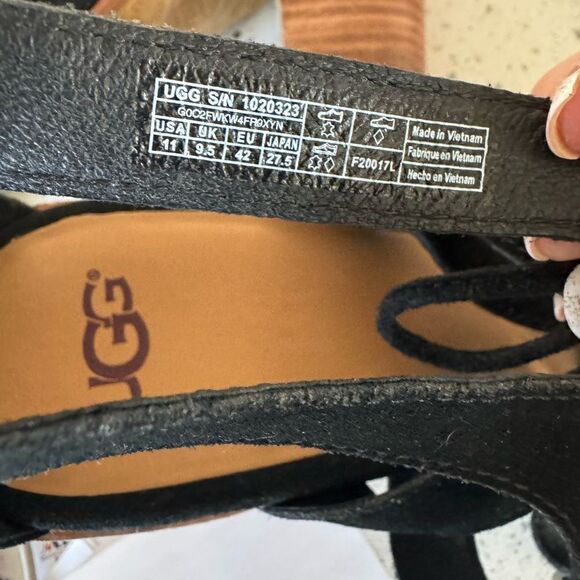 UGG S/N 1020323
G0C2FWKW4FR9XYN
USA UK EU JAPAN
11 9.5 42 27.5
F20017L
Made in Vietnam
Fabriqué en Vietnam
Hecho en Vietnam
UGG®